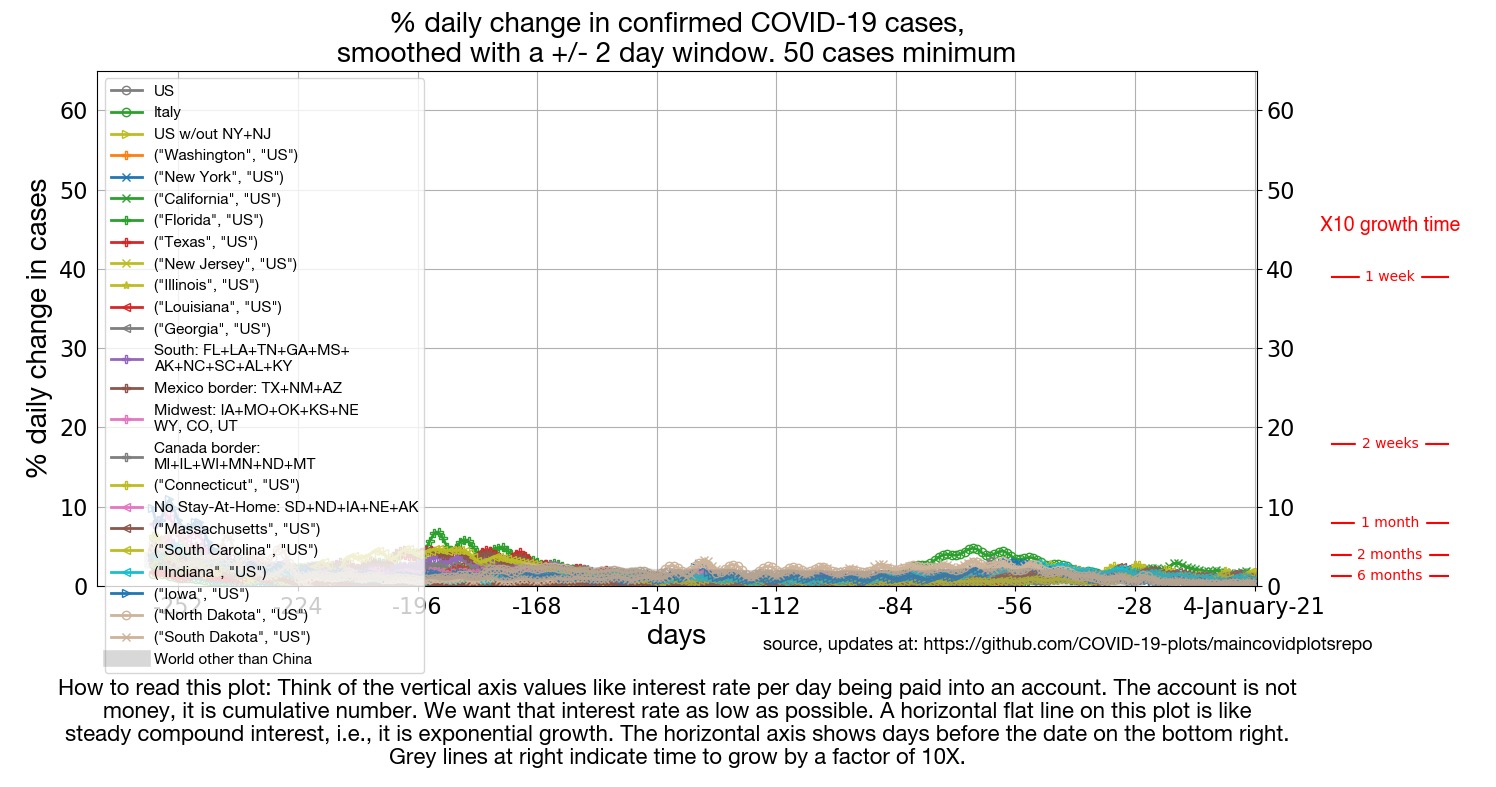 % daily change in confirmed COVID-19 cases,
smoothed with a +/- 2 day window. 50 cases minimum
% daily change in cases
60
50
40
30
20
10
0
US
Italy
US w/out NY+NJ
("Washington", "US")
("New York", "US")
("California", "US")
("Florida", "US")
("Texas", "US")
("New Jersey", "US")
("Illinois", "US")
("Louisiana", "US")
("Georgia", "US")
South: FL+LA+TN+GA+MS+
AK+NC+SC+AL+KY
Mexico border: TX+NM+AZ
Midwest: IA+MO+OK+KS+NE
WY, CO, UT
Canada border:
MI+IL+WI+MN+ND+MT
("Connecticut", "US")
No Stay-At-Home: SD+ND+IA+NE+AK
("Massachusetts", "US")
("South Carolina", "US")
("Indiana", "US")
("Iowa", "US")
("North Dakota", "US")
("South Dakota", "US")
World other than China
60
50
40
30
20
10
0
X10 growth time
1 week
2 weeks
1 month
2 months
6 months
-252
-224
-196
-168
-140
-112
-84
-56
-28
4-January-21
days
source, updates at: https://github.com/COVID-19-plots/maincovidplotsrepo
How to read this plot: Think of the vertical axis values like interest rate per day being paid into an account. The account is not
money, it is cumulative number. We want that interest rate as low as possible. A horizontal flat line on this plot is like
steady compound interest, i.e., it is exponential growth. The horizontal axis shows days before the date on the bottom right.
Grey lines at right indicate time to grow by a factor of 10X.